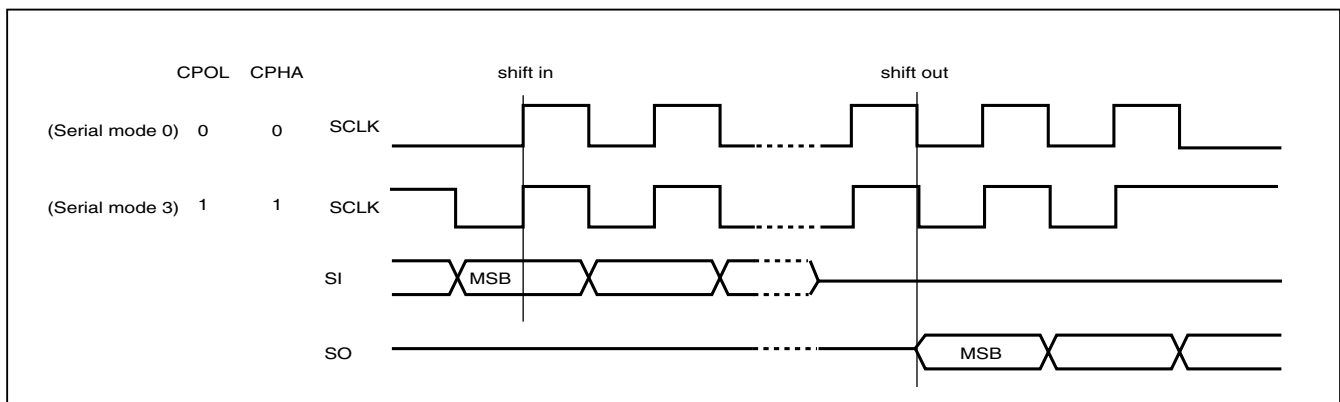 CPOL CPHA shift in shift out
(Serial mode 0) 0 0 SCLK
(Serial mode 3) 1 1 SCLK
SI MSB
SO MSB